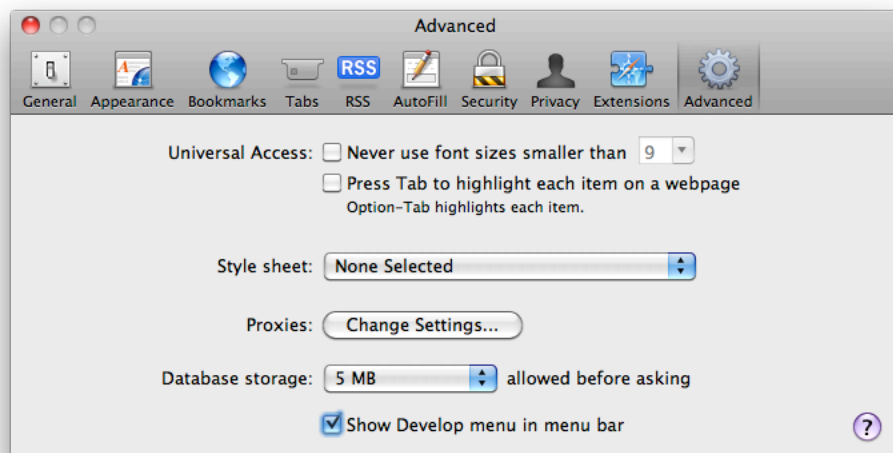 Advanced
RSS
General Appearance Bookmarks Tabs RSS AutoFill Security Privacy Extensions Advanced
Universal Access: Never use font sizes smaller than 9
Press Tab to highlight each item on a webpage
Option-Tab highlights each item.
Style sheet: None Selected
Proxies: Change Settings...
Database storage: 5 MB allowed before asking
Show Develop menu in menu bar
?